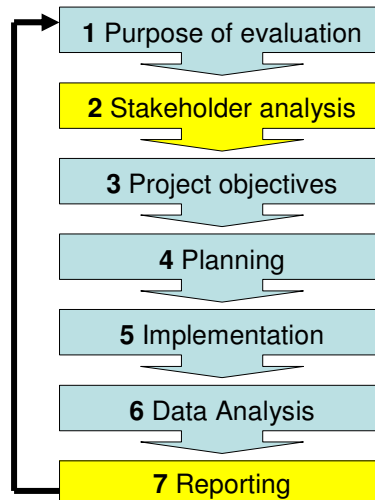 1 Purpose of evaluation
2 Stakeholder analysis
3 Project objectives
4 Planning
5 Implementation
6 Data Analysis
7 Reporting